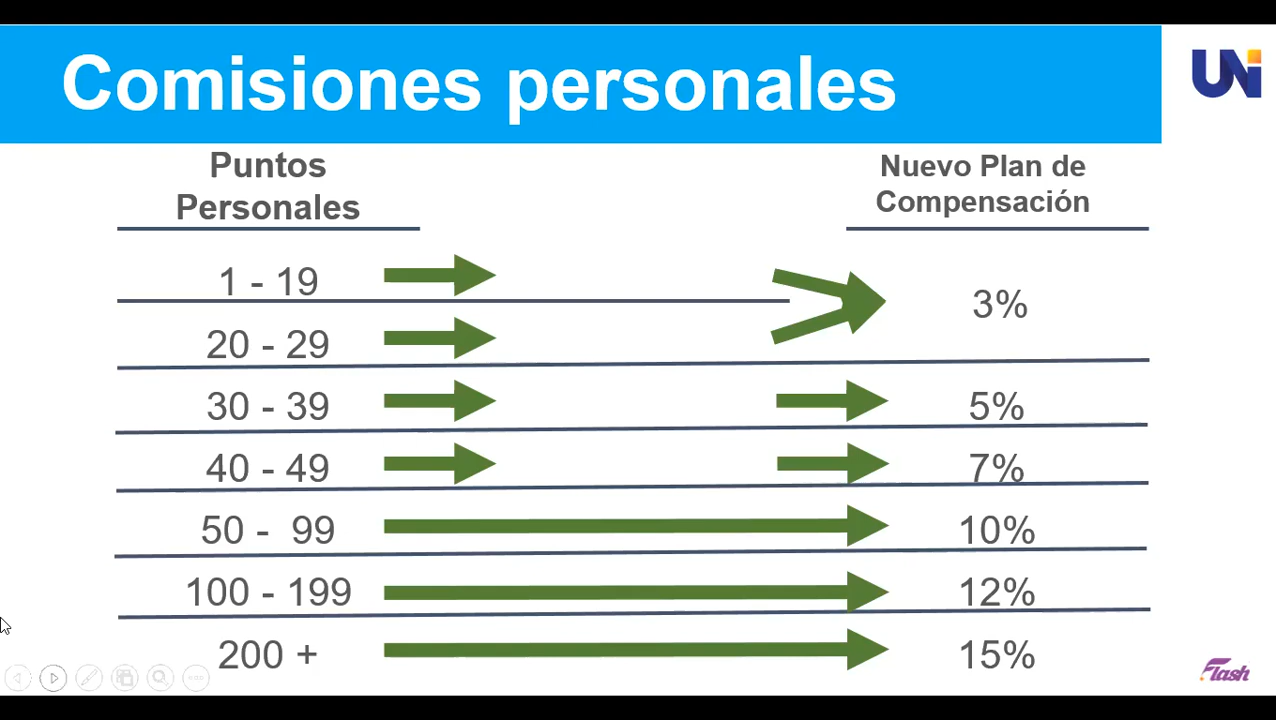 Comisiones personales
UNi
Puntos
Personales
Nuevo Plan de
Compensación
1 - 19
3%
20 - 29
30 - 39
5%
40 - 49
7%
50 - 99
10%
100 - 199
12%
200 +
15%
Flash